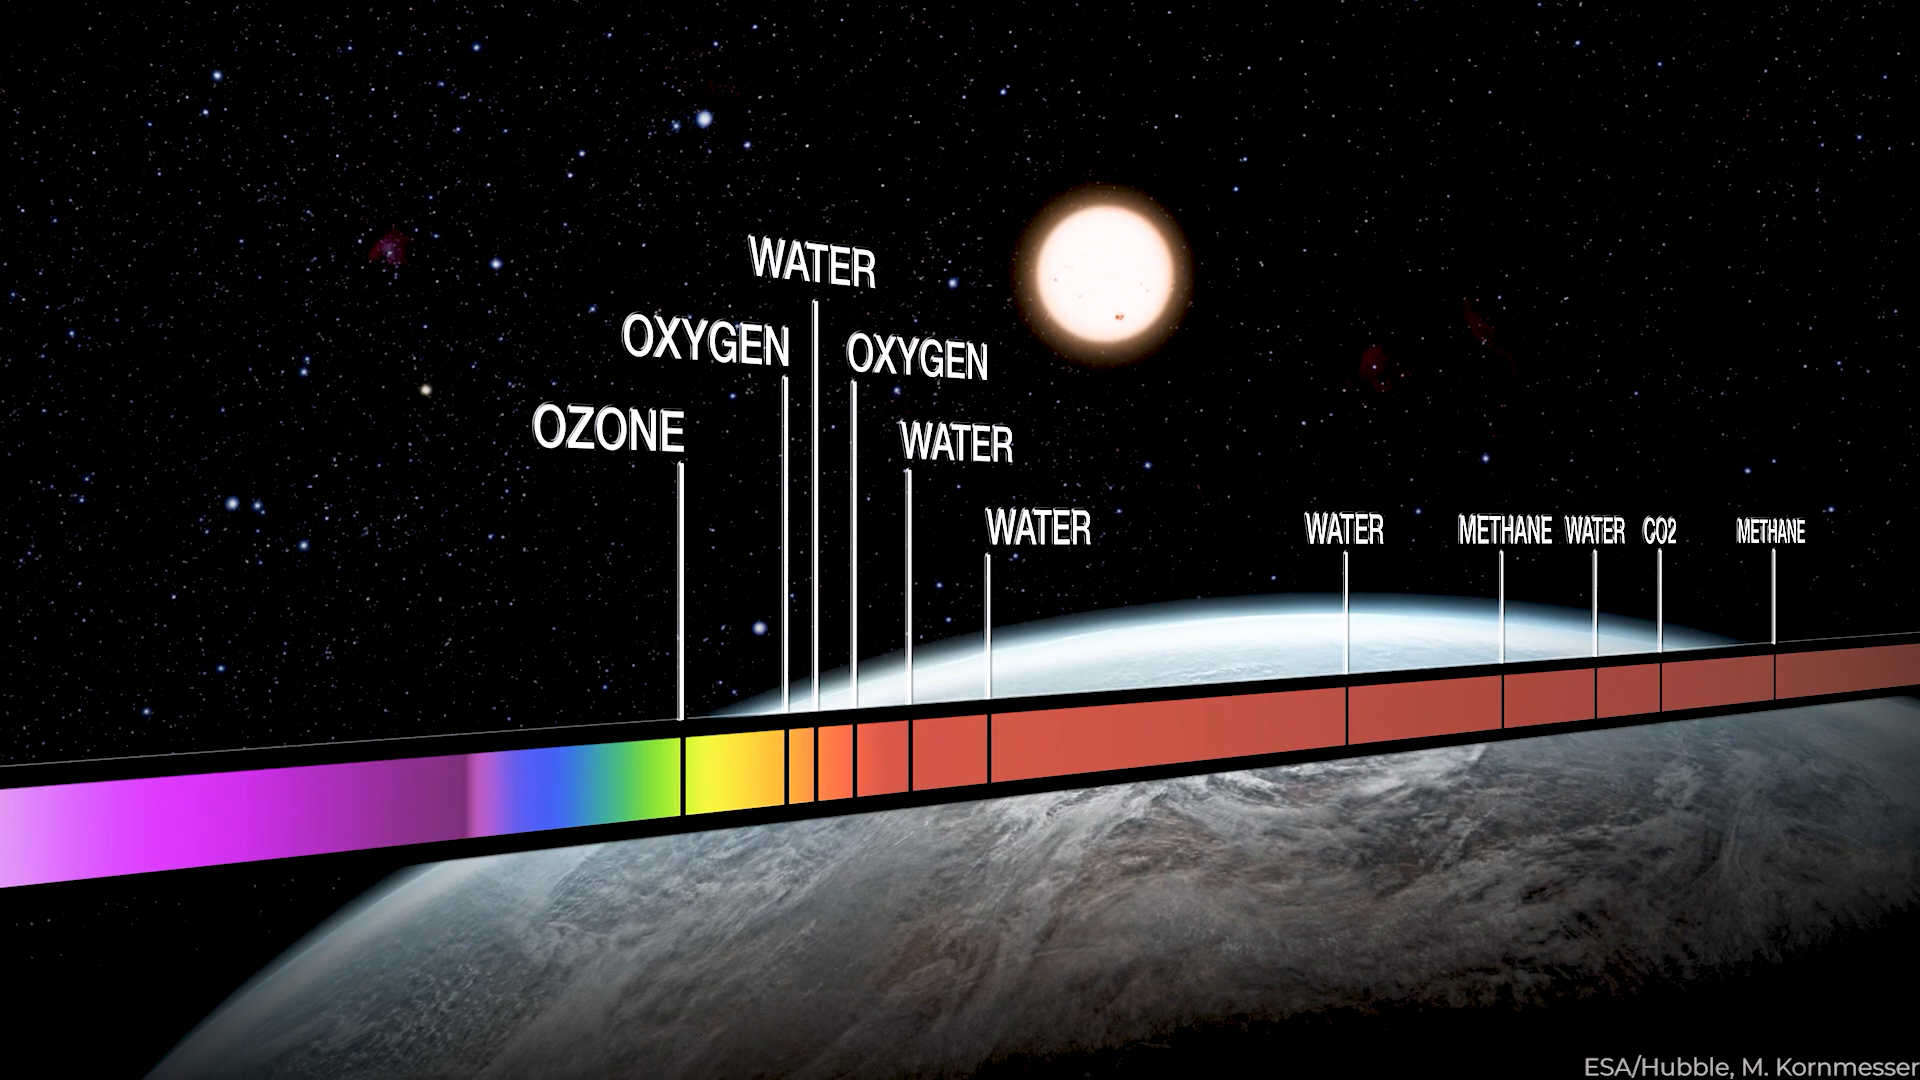 WATER
OXYGEN
OXYGEN
OZONE
WATER
WATER
WATER
METHANE
WATER
CO2
METHANE
ESA/Hubble, M. Kornmesser